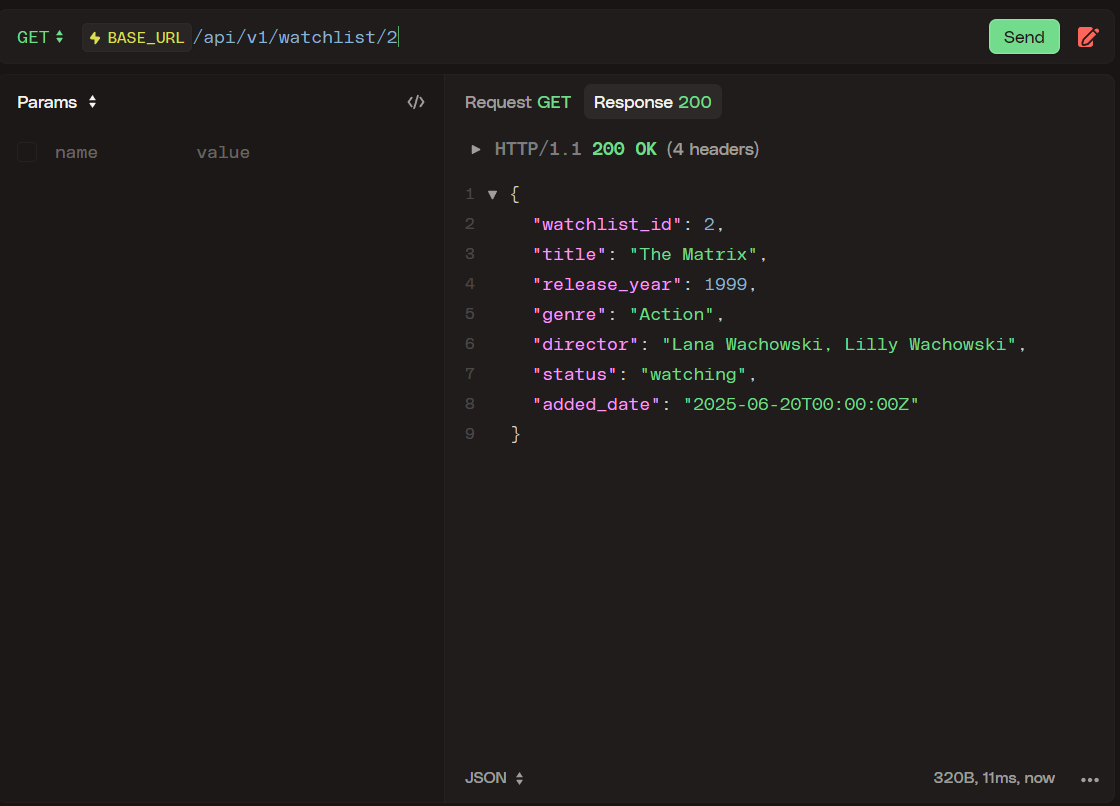 GET BASE_URL /api/v1/watchlist/2 Send
Params
name value
Request GET Response 200
HTTP/1.1 200 OK (4 headers)
1 {
2 "watchlist_id": 2,
3 "title": "The Matrix",
4 "release_year": 1999,
5 "genre": "Action",
6 "director": "Lana Wachowski, Lilly Wachowski",
7 "status": "watching",
8 "added_date": "2025-06-20T00:00:00Z"
9 }
JSON 320B, 11ms, now